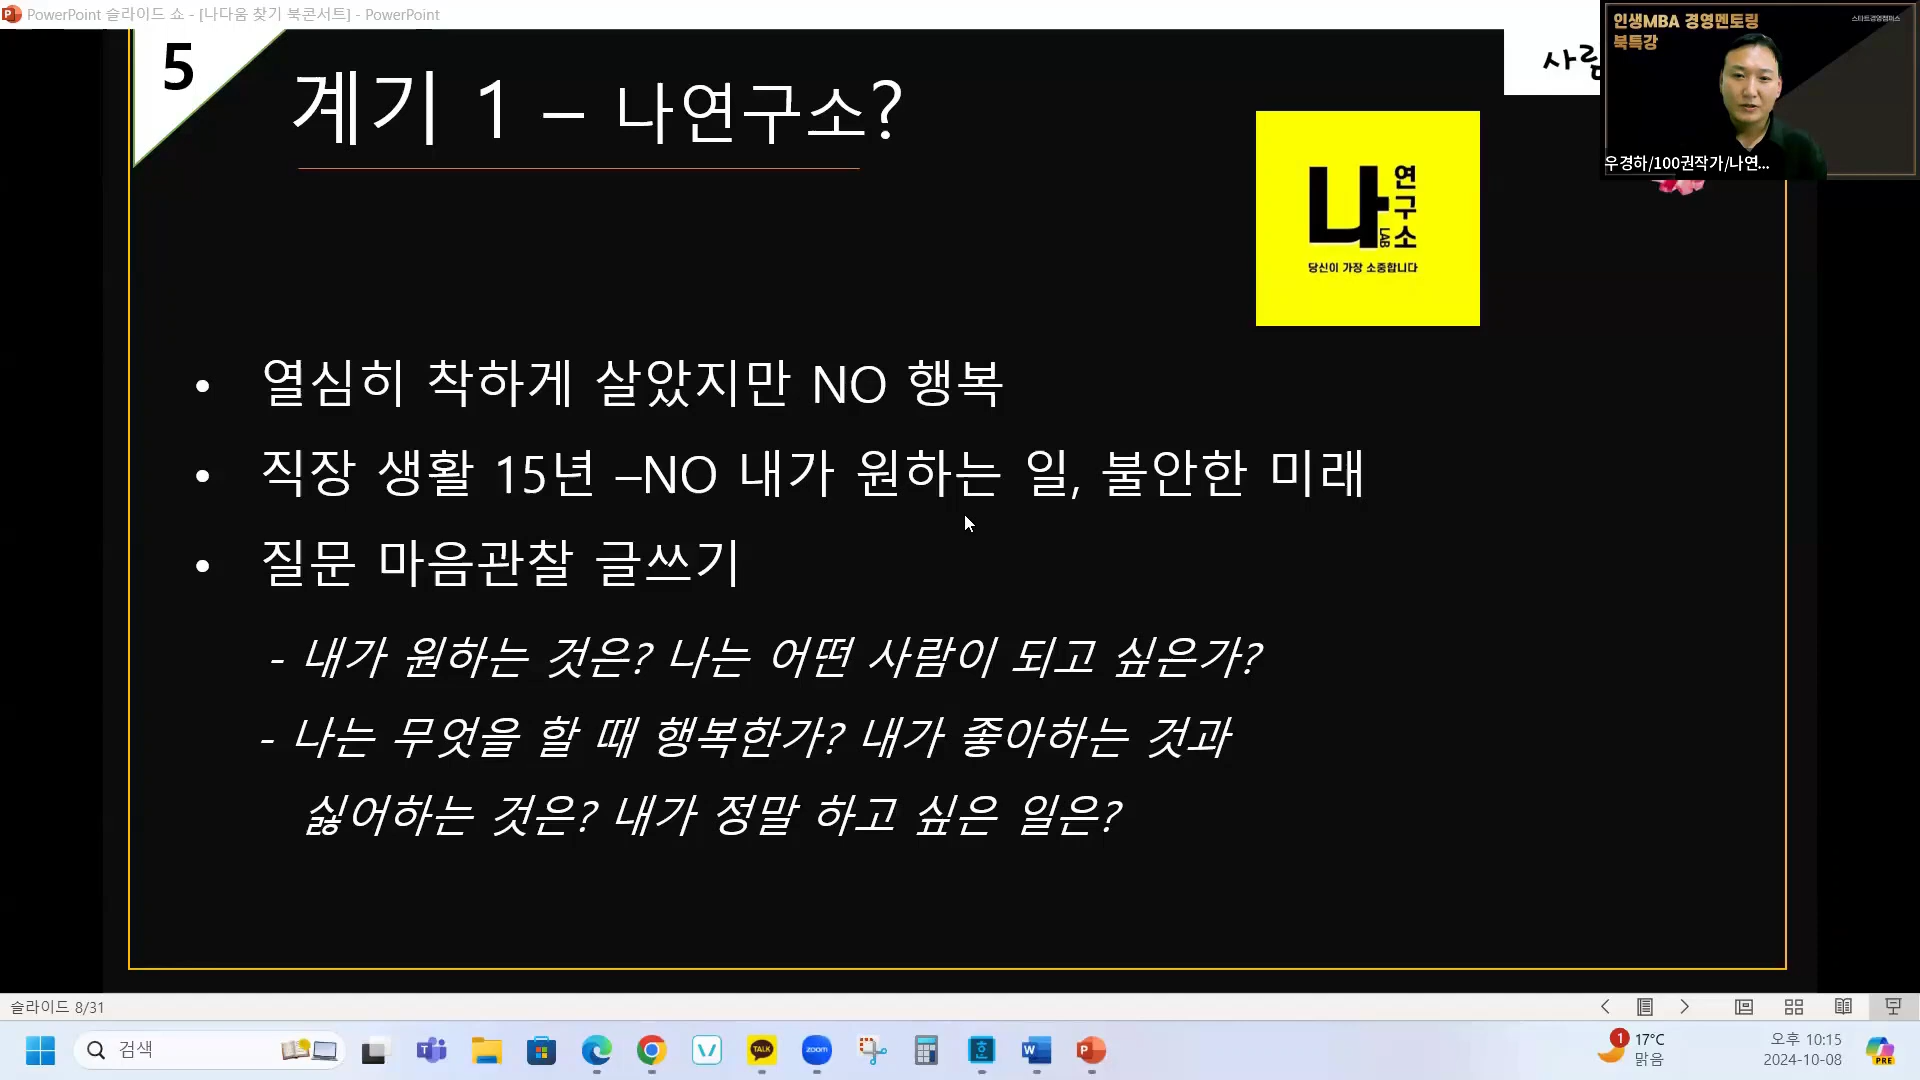 PowerPoint 슬라이드 쇼 - [나다움 찾기 북콘서트] - PowerPoint
인생MBA 경영멘토링
북특강
스타트경영캠퍼스
우경하/100권작가/나연...
5
계기 1 – 나연구소?
나연구소
LAB
당신이 가장 소중합니다
• 열심히 착하게 살았지만 NO 행복
• 직장 생활 15년 –NO 내가 원하는 일, 불안한 미래
• 질문 마음관찰 글쓰기
- 내가 원하는 것은? 나는 어떤 사람이 되고 싶은가?
- 나는 무엇을 할 때 행복한가? 내가 좋아하는 것과
싫어하는 것은? 내가 정말 하고 싶은 일은?
슬라이드 8/31
검색
TALK
zoom
1
17°C
맑음
오후 10:15
2024-10-08
PRE